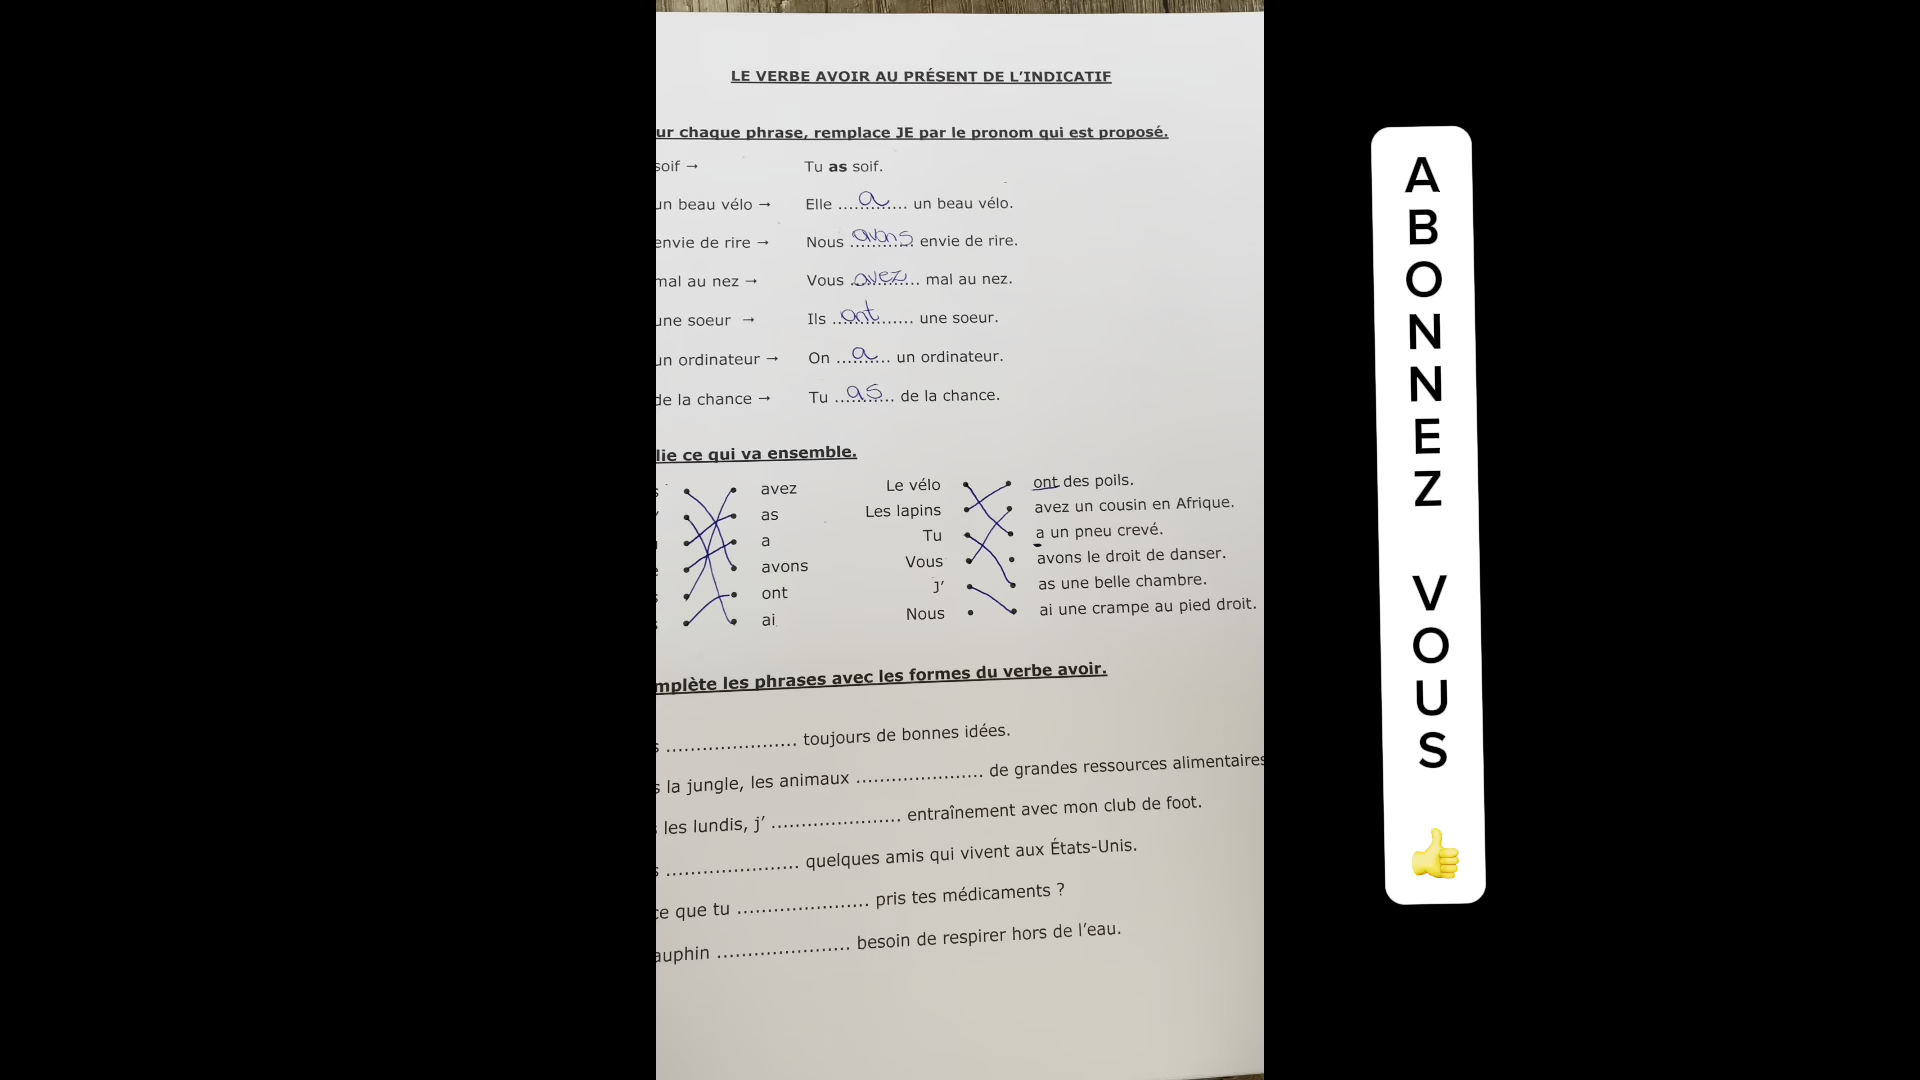 LE VERBE AVOIR AU PRÉSENT DE L'INDICATIF
ur chaque phrase, remplace JE par le pronom qui est proposé.
soif → Tu as soif.
un beau vélo → Elle ....a.... un beau vélo.
envie de rire → Nous ....avons.... envie de rire.
mal au nez → Vous ....avez.... mal au nez.
une soeur → Ils ....ont.... une soeur.
un ordinateur → On ....a.... un ordinateur.
de la chance → Tu ....as.... de la chance.
lie ce qui va ensemble.
avez
as
a
avons
ont
ai
Le vélo ont des poils.
Les lapins avez un cousin en Afrique.
Tu a un pneu crevé.
Vous avons le droit de danser.
j' as une belle chambre.
Nous ai une crampe au pied droit.
mplète les phrases avec les formes du verbe avoir.
s ...................... toujours de bonnes idées.
s la jungle, les animaux ..................... de grandes ressources alimentaires
les lundis, j' ...................... entraînement avec mon club de foot.
s ...................... quelques amis qui vivent aux États-Unis.
ce que tu ...................... pris tes médicaments ?
auphin ...................... besoin de respirer hors de l'eau.
ABONNEZ VOUS 👍